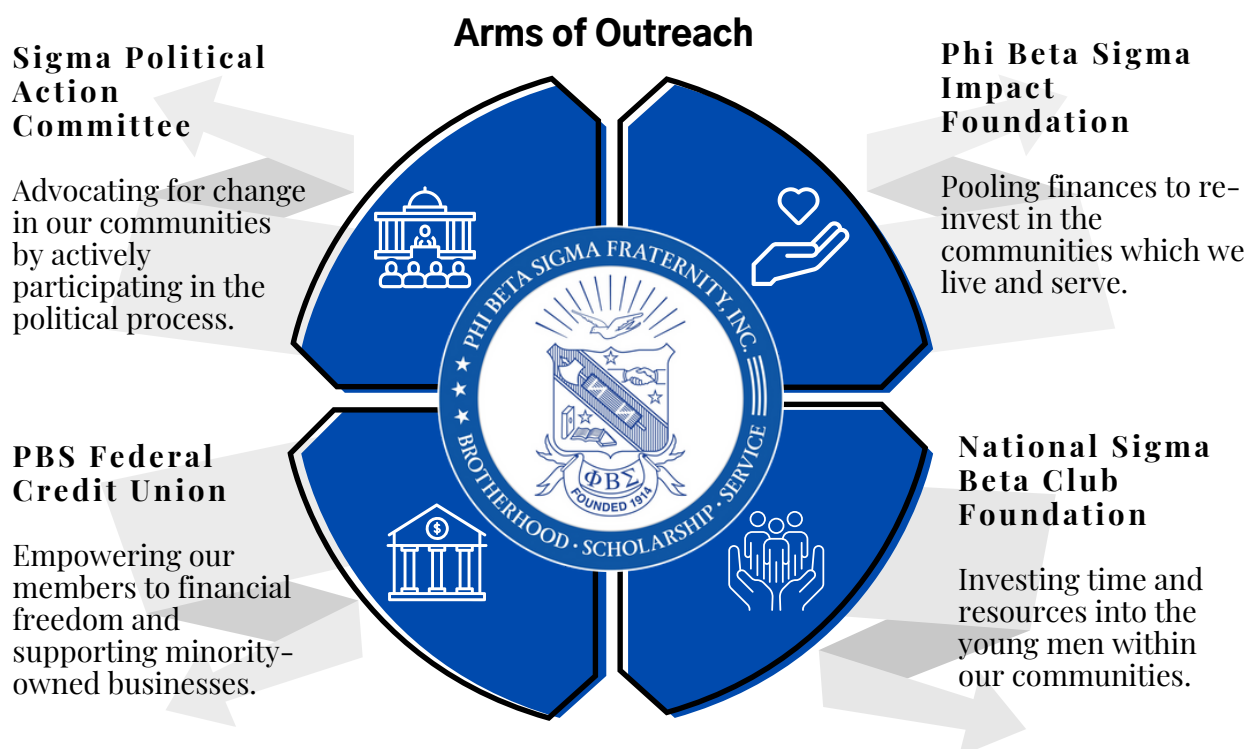 Arms of Outreach
Sigma Political
Action
Committee
Advocating for change
in our communities
by actively
participating in the
political process.
Phi Beta Sigma
Impact
Foundation
Pooling finances to re-
invest in the
communities which we
live and serve.
PHI BETA SIGMA FRATERNITY, INC.
BROTHERHOOD · SCHOLARSHIP · SERVICE
ΦΒΣ
FOUNDED 1914
$
PBS Federal
Credit Union
Empowering our
members to financial
freedom and
supporting minority-
owned businesses.
National Sigma
Beta Club
Foundation
Investing time and
resources into the
young men within
our communities.